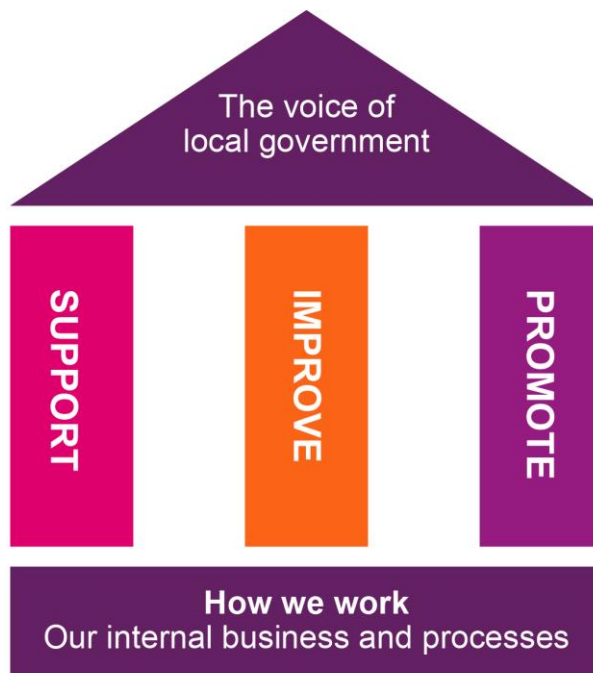 The voice of
local government
SUPPORT
IMPROVE
PROMOTE
How we work
Our internal business and processes